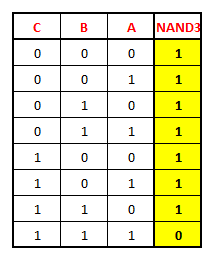 C B A NAND3
0 0 0 1
0 0 1 1
0 1 0 1
0 1 1 1
1 0 0 1
1 0 1 1
1 1 0 1
1 1 1 0